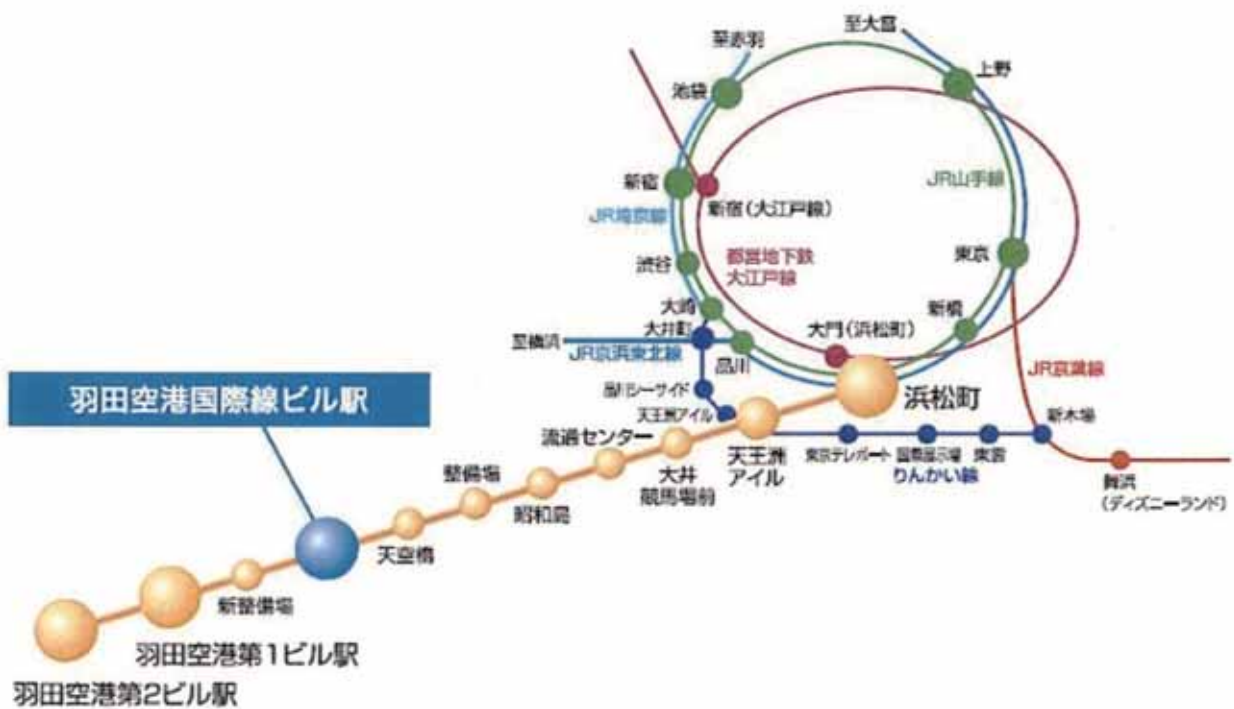 至大宮
至赤羽
上野
池袋
新宿
JR山手線
新宿（大江戸線）
JR埼京線
都営地下鉄
大江戸線
渋谷
東京
大崎
新橋
大井町
大門（浜松町）
至横浜
JR京浜東北線
品川
JR京葉線
羽田空港国際線ビル駅
品川シーサイド
浜松町
天王洲アイル
新木場
流通センター
天王洲
アイル
東京テレポート
国際展示場
東雲
りんかい線
大井
競馬場前
整備場
舞浜
（ディズニーランド）
昭和島
天空橋
新整備場
羽田空港第1ビル駅
羽田空港第2ビル駅